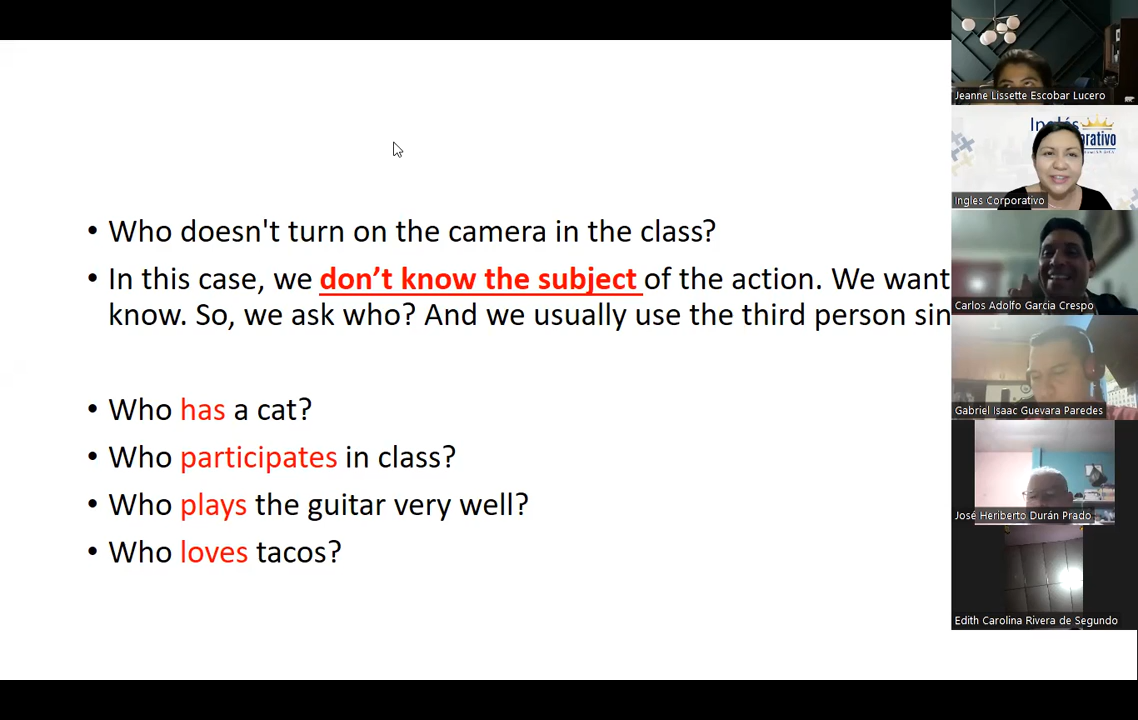 Who doesn't turn on the camera in the class?
In this case, we don't know the subject of the action. We want
know. So, we ask who? And we usually use the third person sin
Who has a cat?
Who participates in class?
Who plays the guitar very well?
Who loves tacos?
Jeanne Lissette Escobar Lucero
Ingles Corporativo
Carlos Adolfo Garcia Crespo
Gabriel Isaac Guevara Paredes
José Heriberto Durán Prado
Edith Carolina Rivera de Segundo